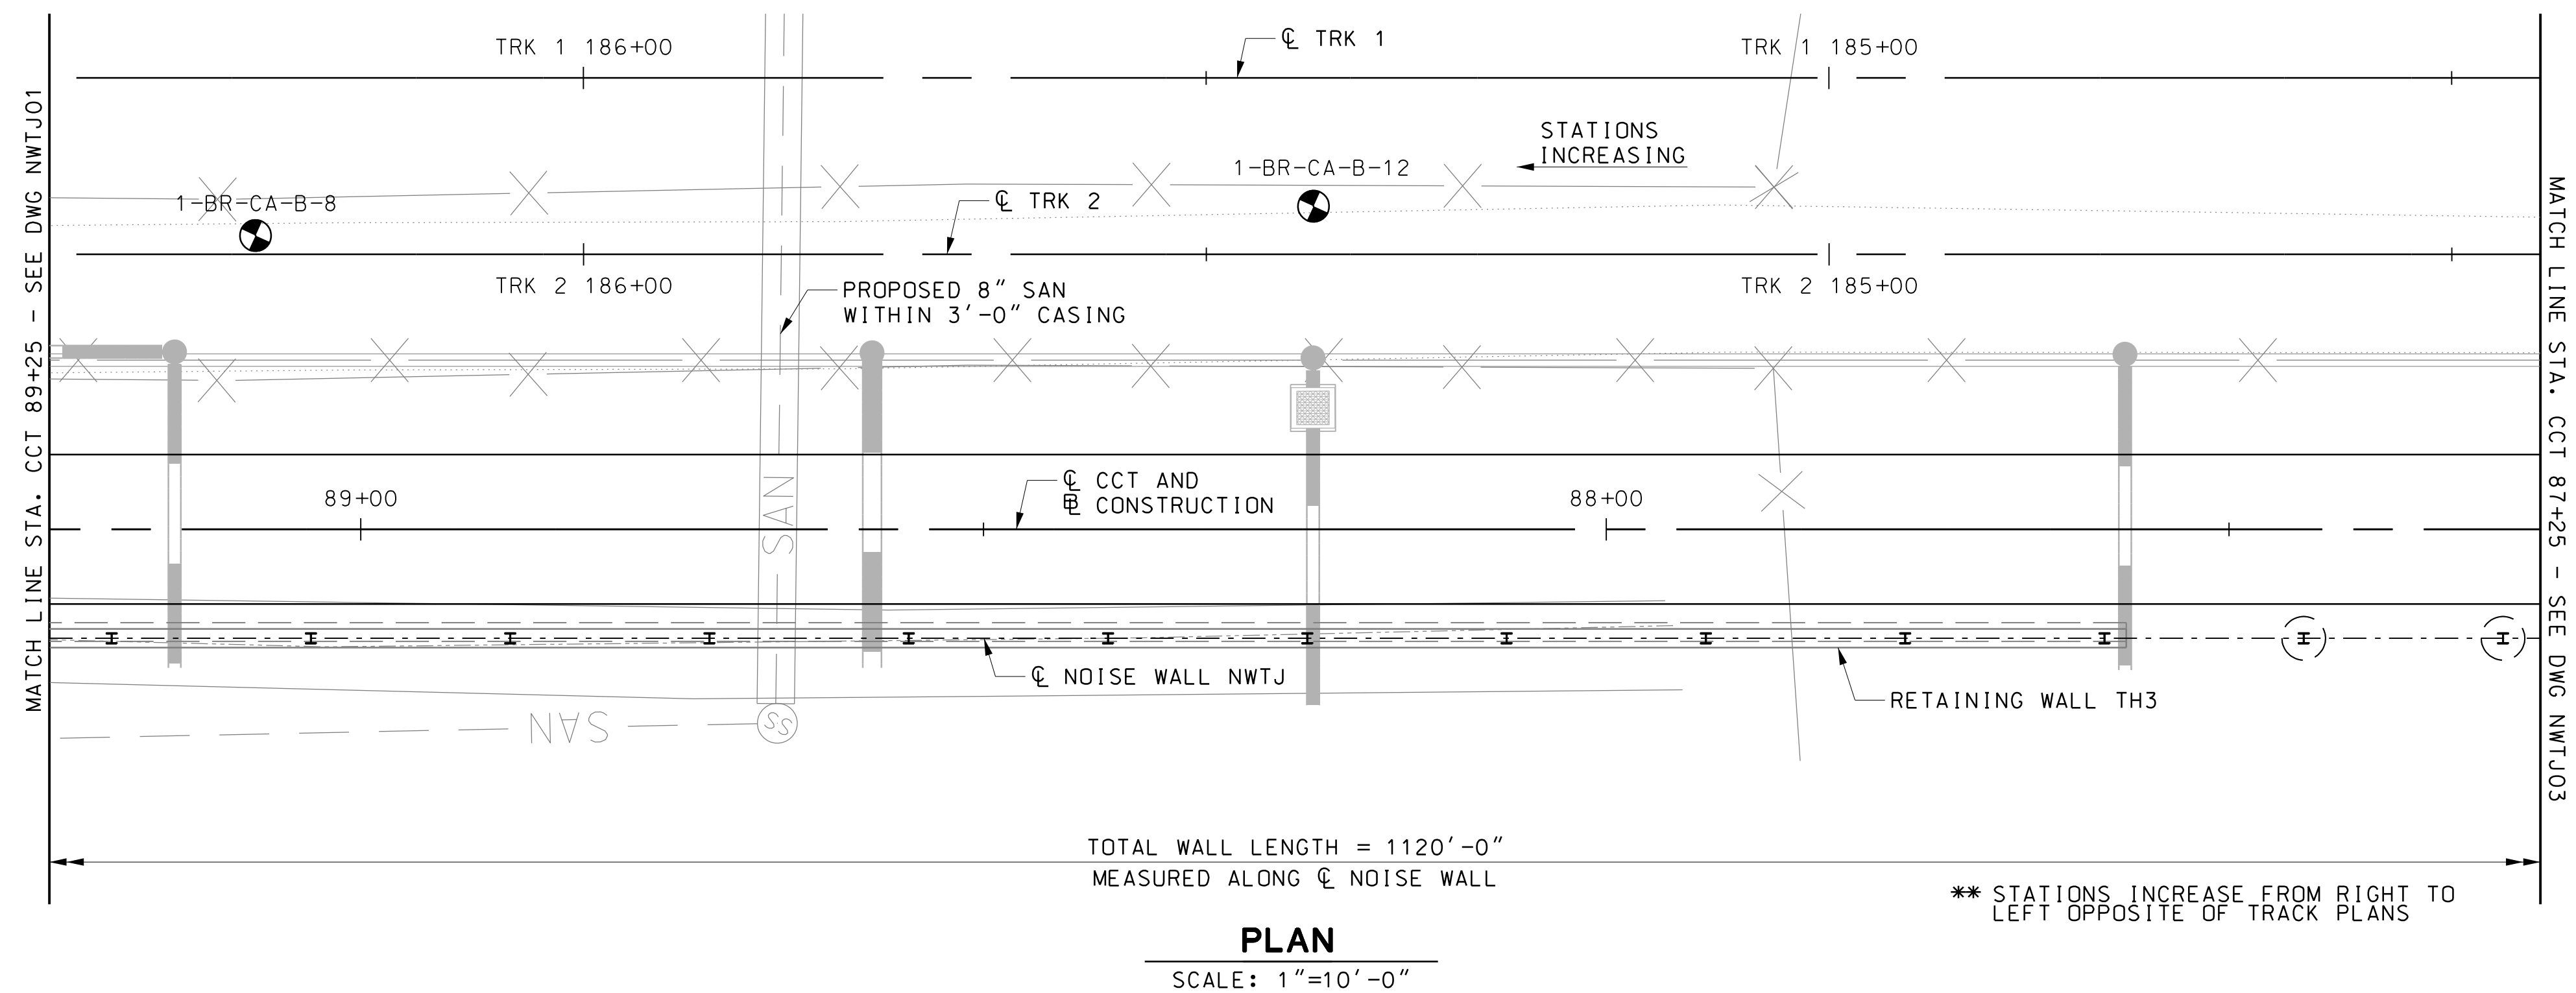 TRK 1 186+00
℄ TRK 1
TRK 1 185+00
STATIONS
INCREASING
1-BR-CA-B-12
1-BR-CA-B-8
℄ TRK 2
TRK 2 186+00
TRK 2 185+00
PROPOSED 8" SAN
WITHIN 3'-0" CASING
MATCH LINE STA. CCT 89+25 - SEE DWG NWTJ01
MATCH LINE STA. CCT 87+25 - SEE DWG NWTJ03
89+00
SAN
℄ CCT AND
BL CONSTRUCTION
88+00
℄ NOISE WALL NWTJ
RETAINING WALL TH3
SAN
SS
TOTAL WALL LENGTH = 1120'-0"
MEASURED ALONG ℄ NOISE WALL
** STATIONS INCREASE FROM RIGHT TO
LEFT OPPOSITE OF TRACK PLANS
PLAN
SCALE: 1"=10'-0"